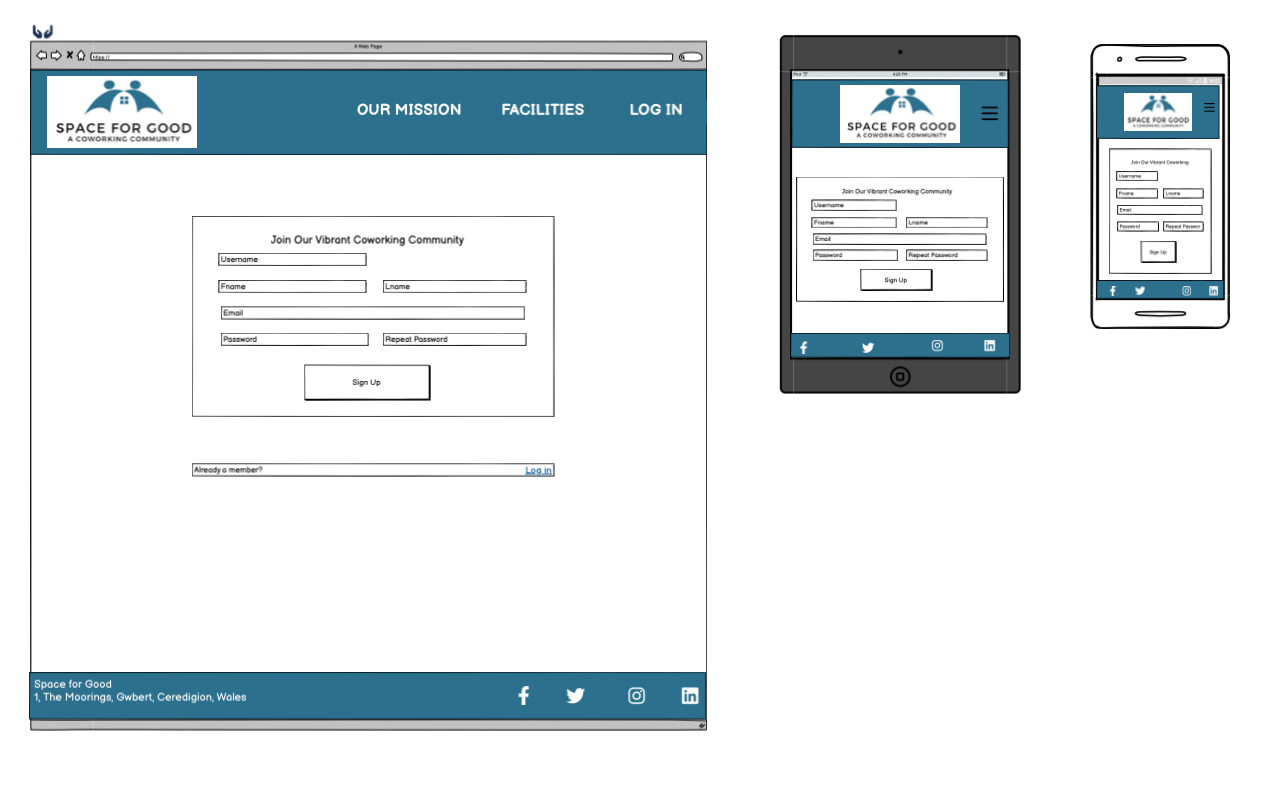 A Web Page
https://
SPACE FOR GOOD
A COWORKING COMMUNITY
OUR MISSION FACILITIES LOG IN
Join Our Vibrant Coworking Community
Username
Fname Lname
Email
Password Repeat Password
Sign Up
Already a member? Log in
Space for Good
1, The Moorings, Gwbert, Ceredigion, Wales
iPad 4:25 PM
SPACE FOR GOOD
A COWORKING COMMUNITY
Join Our Vibrant Coworking Community
Username
Fname Lname
Email
Password Repeat Password
Sign Up
SPACE FOR GOOD
A COWORKING COMMUNITY
Join Our Vibrant Coworking
Username
Fname Lname
Email
Password Repeat Passwor
Sign Up